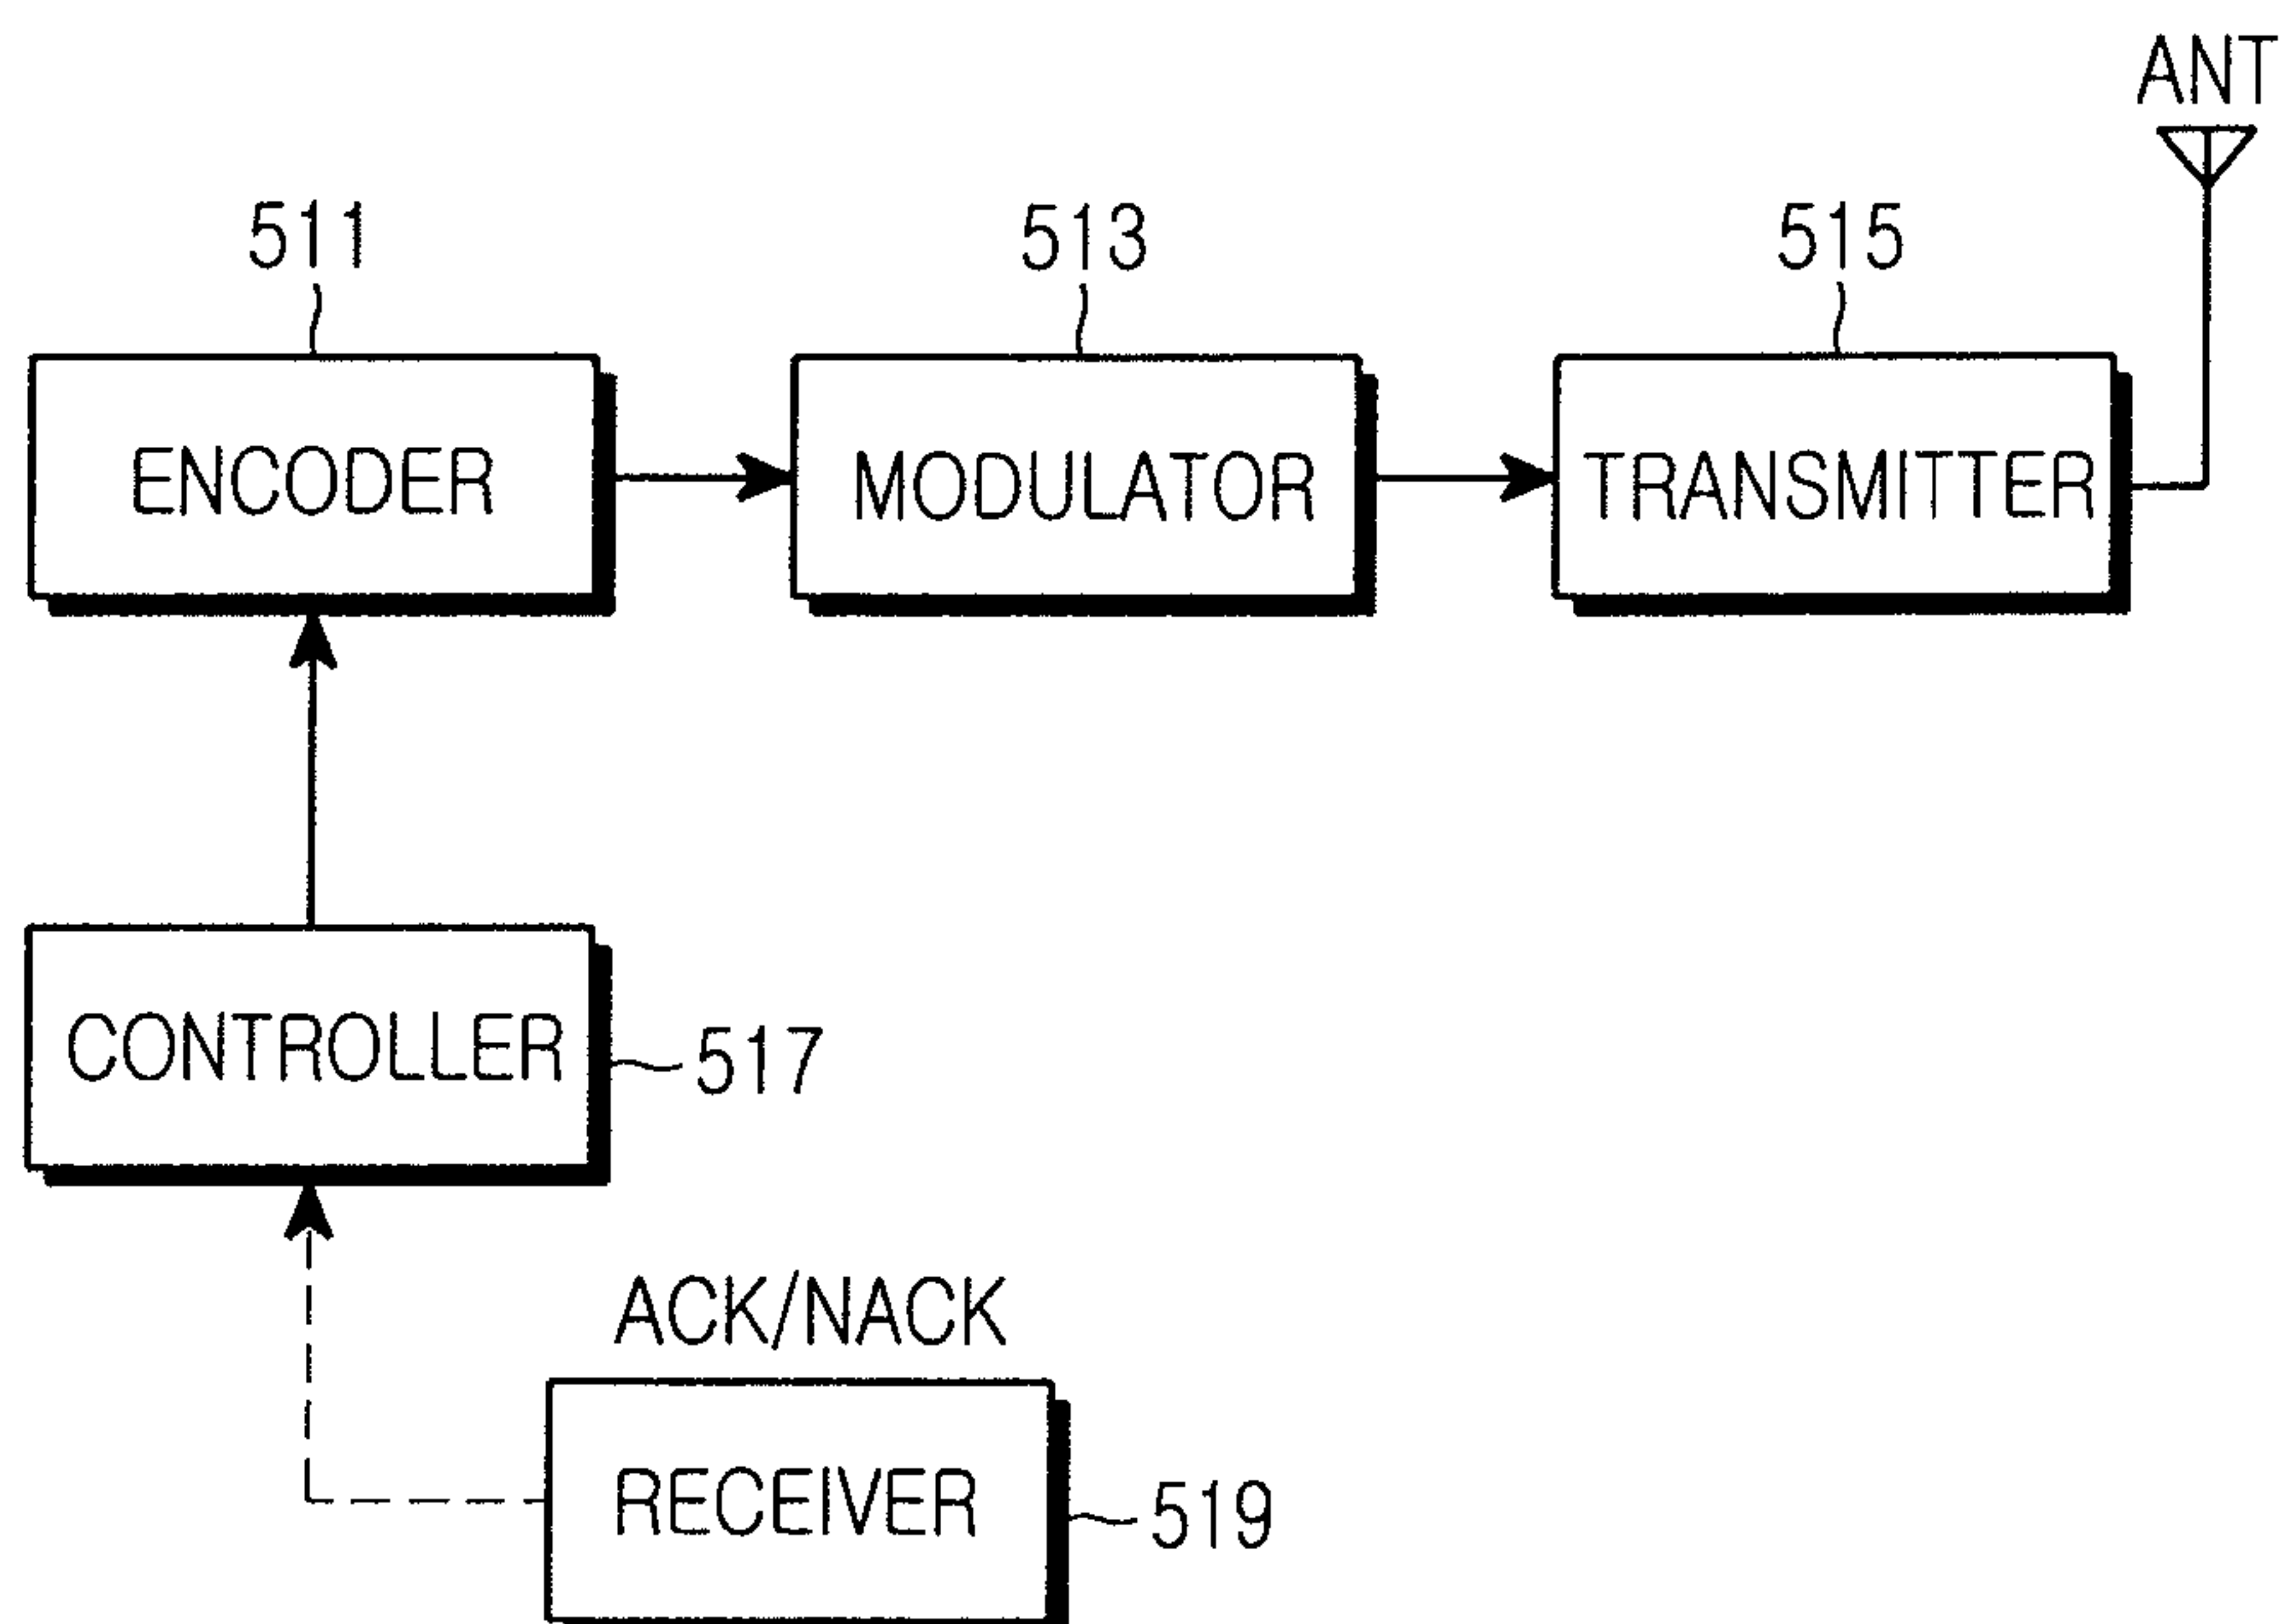 ANT
511
513
515
ENCODER
MODULATOR
TRANSMITTER
CONTROLLER
517
ACK/NACK
RECEIVER
519